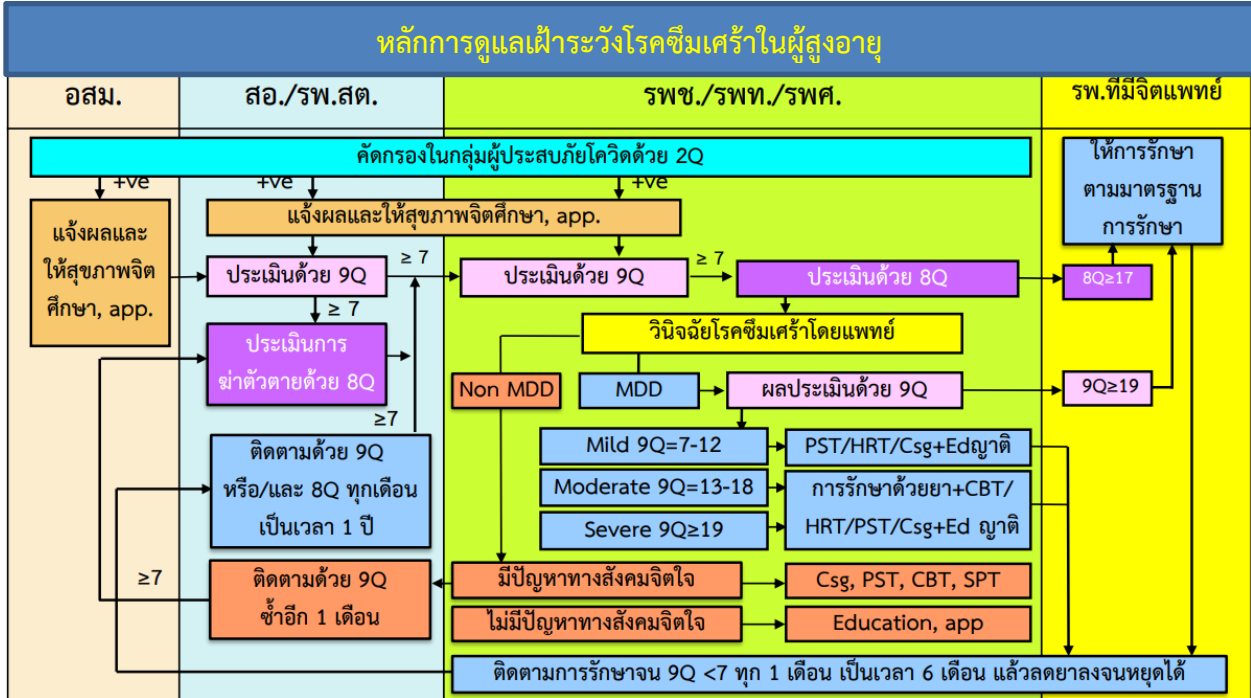 หลักการดูแลเฝ้าระวังโรคซึมเศร้าในผู้สูงอายุ
อสม.
สอ./รพ.สต.
รพช./รพท./รพศ.
รพ.ที่มีจิตแพทย์
คัดกรองในกลุ่มผู้ประสบภัยโควิดด้วย 2Q
+ve
+ve
+ve
แจ้งผลและ
ให้สุขภาพจิต
ศึกษา, app.
แจ้งผลและให้สุขภาพจิตศึกษา, app.
ให้การรักษา
ตามมาตรฐาน
การรักษา
ประเมินด้วย 9Q
≥ 7
ประเมินด้วย 9Q
≥ 7
ประเมินด้วย 8Q
8Q≥17
≥ 7
ประเมินการ
ฆ่าตัวตายด้วย 8Q
วินิจฉัยโรคซึมเศร้าโดยแพทย์
Non MDD
MDD
ผลประเมินด้วย 9Q
9Q≥19
≥7
ติดตามด้วย 9Q
หรือ/และ 8Q ทุกเดือน
เป็นเวลา 1 ปี
Mild 9Q=7-12
PST/HRT/Csg+Edญาติ
Moderate 9Q=13-18
Severe 9Q≥19
การรักษาด้วยยา+CBT/
HRT/PST/Csg+Ed ญาติ
≥7
ติดตามด้วย 9Q
ซ้ำอีก 1 เดือน
มีปัญหาทางสังคมจิตใจ
Csg, PST, CBT, SPT
ไม่มีปัญหาทางสังคมจิตใจ
Education, app
ติดตามการรักษาจน 9Q <7 ทุก 1 เดือน เป็นเวลา 6 เดือน แล้วลดยาลงจนหยุดได้